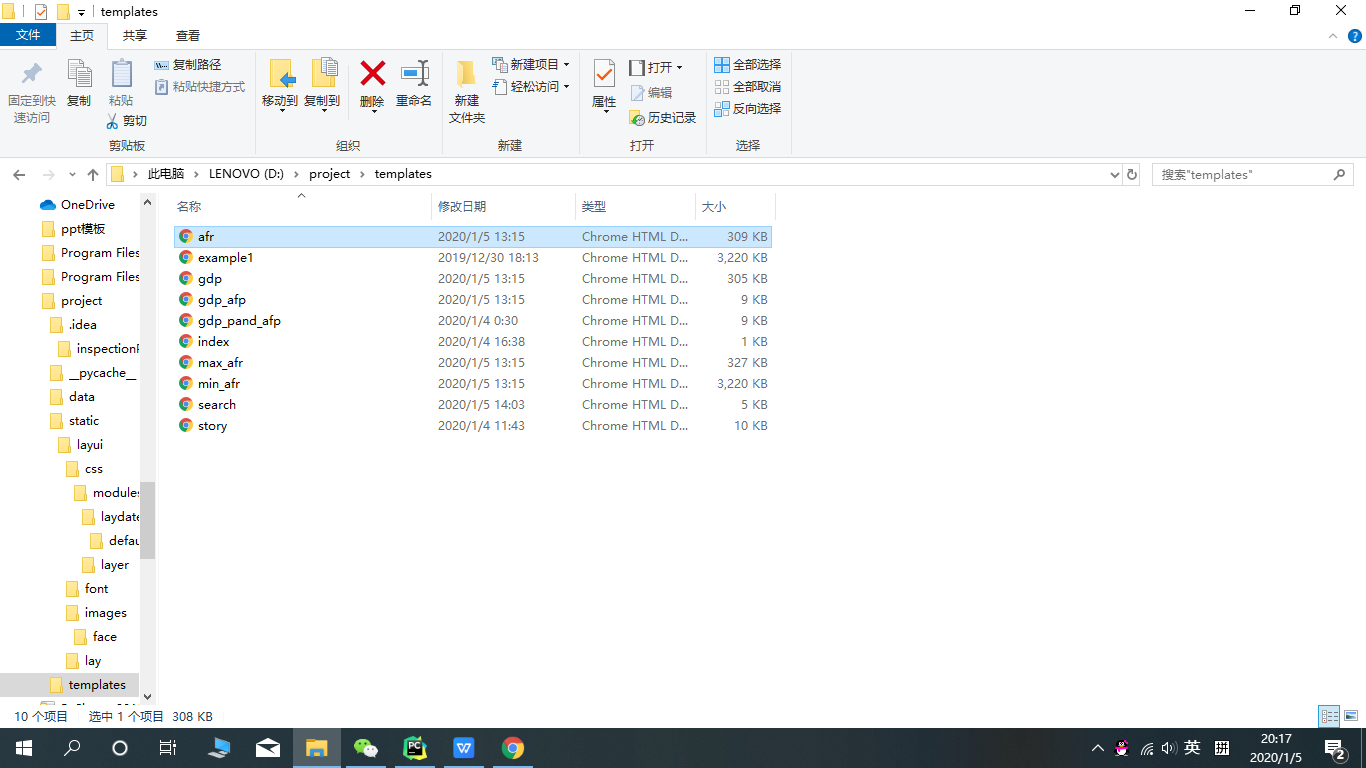 templates
文件 主页 共享 查看
固定到快速访问 复制 粘贴 复制路径 粘贴快捷方式 剪切
移动到 复制到 删除 重命名 新建文件夹 新建项目 轻松访问
属性 打开 编辑 历史记录 全部选择 全部取消 反向选择
剪贴板 组织 新建 打开 选择
此电脑 LENOVO (D:) project templates 搜索"templates"
OneDrive
ppt模板
Program Files
Program Files
project
.idea
inspectionP
__pycache__
data
static
layui
css
modules
laydate
defau
layer
font
images
face
lay
templates
名称 修改日期 类型 大小
afr 2020/1/5 13:15 Chrome HTML D... 309 KB
example1 2019/12/30 18:13 Chrome HTML D... 3,220 KB
gdp 2020/1/5 13:15 Chrome HTML D... 305 KB
gdp_afp 2020/1/5 13:15 Chrome HTML D... 9 KB
gdp_pand_afp 2020/1/4 0:30 Chrome HTML D... 9 KB
index 2020/1/4 16:38 Chrome HTML D... 1 KB
max_afr 2020/1/5 13:15 Chrome HTML D... 327 KB
min_afr 2020/1/5 13:15 Chrome HTML D... 3,220 KB
search 2020/1/5 14:03 Chrome HTML D... 5 KB
story 2020/1/4 11:43 Chrome HTML D... 10 KB
10 个项目 选中 1 个项目 308 KB
PC W 英 拼 20:17 2
2020/1/5